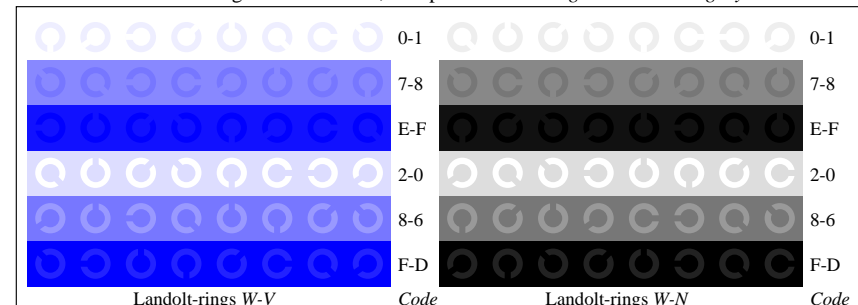 0-1 0-1
7-8 7-8
E-F E-F
2-0 2-0
8-6 8-6
F-D F-D
Landolt-rings W-V Code Landolt-rings W-N Code